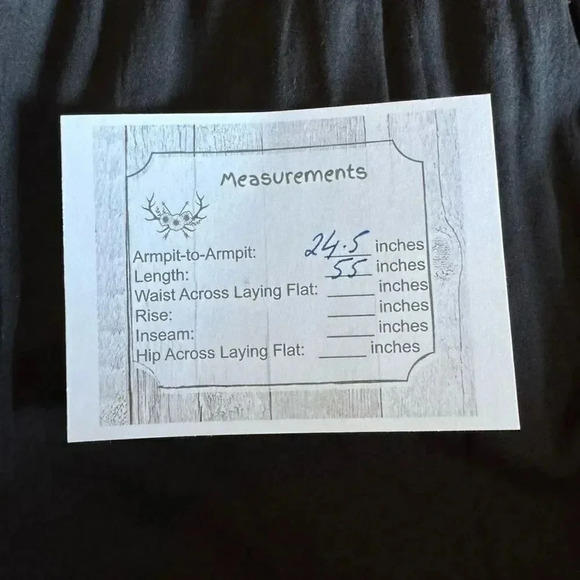 Measurements
Armpit-to-Armpit: 24.5 inches
Length: 55 inches
Waist Across Laying Flat: _____ inches
Rise: _____ inches
Inseam: _____ inches
Hip Across Laying Flat: _____ inches